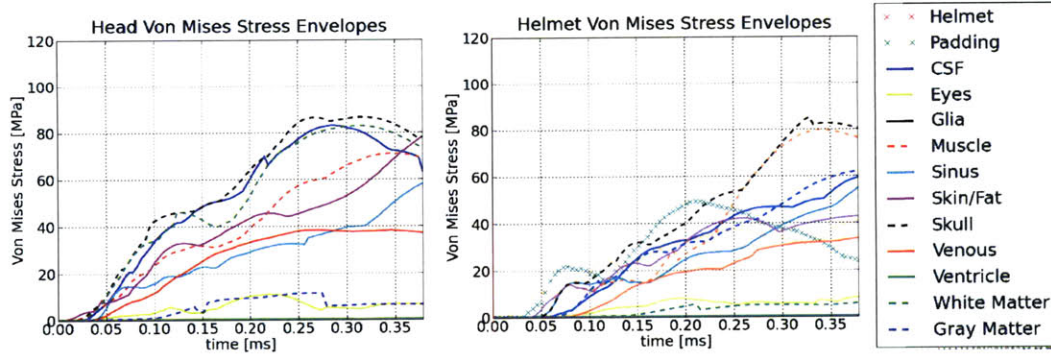 Head Von Mises Stress Envelopes
Von Mises Stress [MPa]
120
100
80
60
40
20
0
0.00 0.05 0.10 0.15 0.20 0.25 0.30 0.35
time [ms]
Helmet Von Mises Stress Envelopes
Von Mises Stress [MPa]
120
100
80
60
40
20
0
0.00 0.05 0.10 0.15 0.20 0.25 0.30 0.35
time [ms]
Helmet
Padding
CSF
Eyes
Glia
Muscle
Sinus
Skin/Fat
Skull
Venous
Ventricle
White Matter
Gray Matter